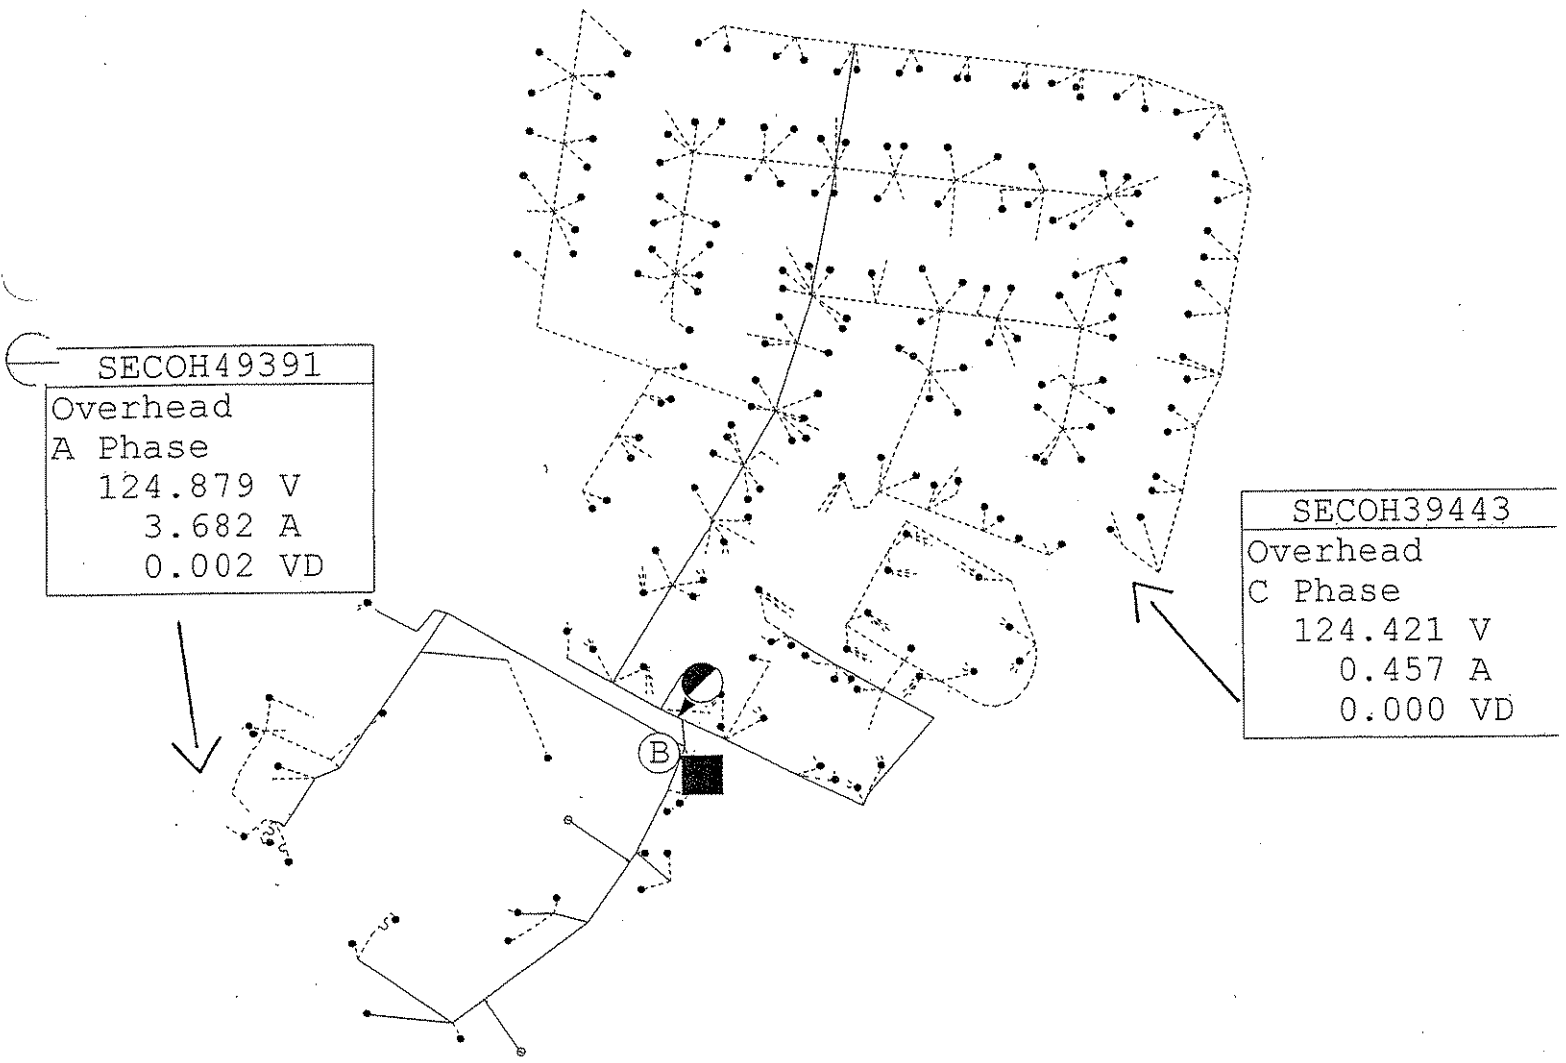 SECOH49391
Overhead
A Phase
124.879 V
3.682 A
0.002 VD
SECOH39443
Overhead
C Phase
124.421 V
0.457 A
0.000 VD
B